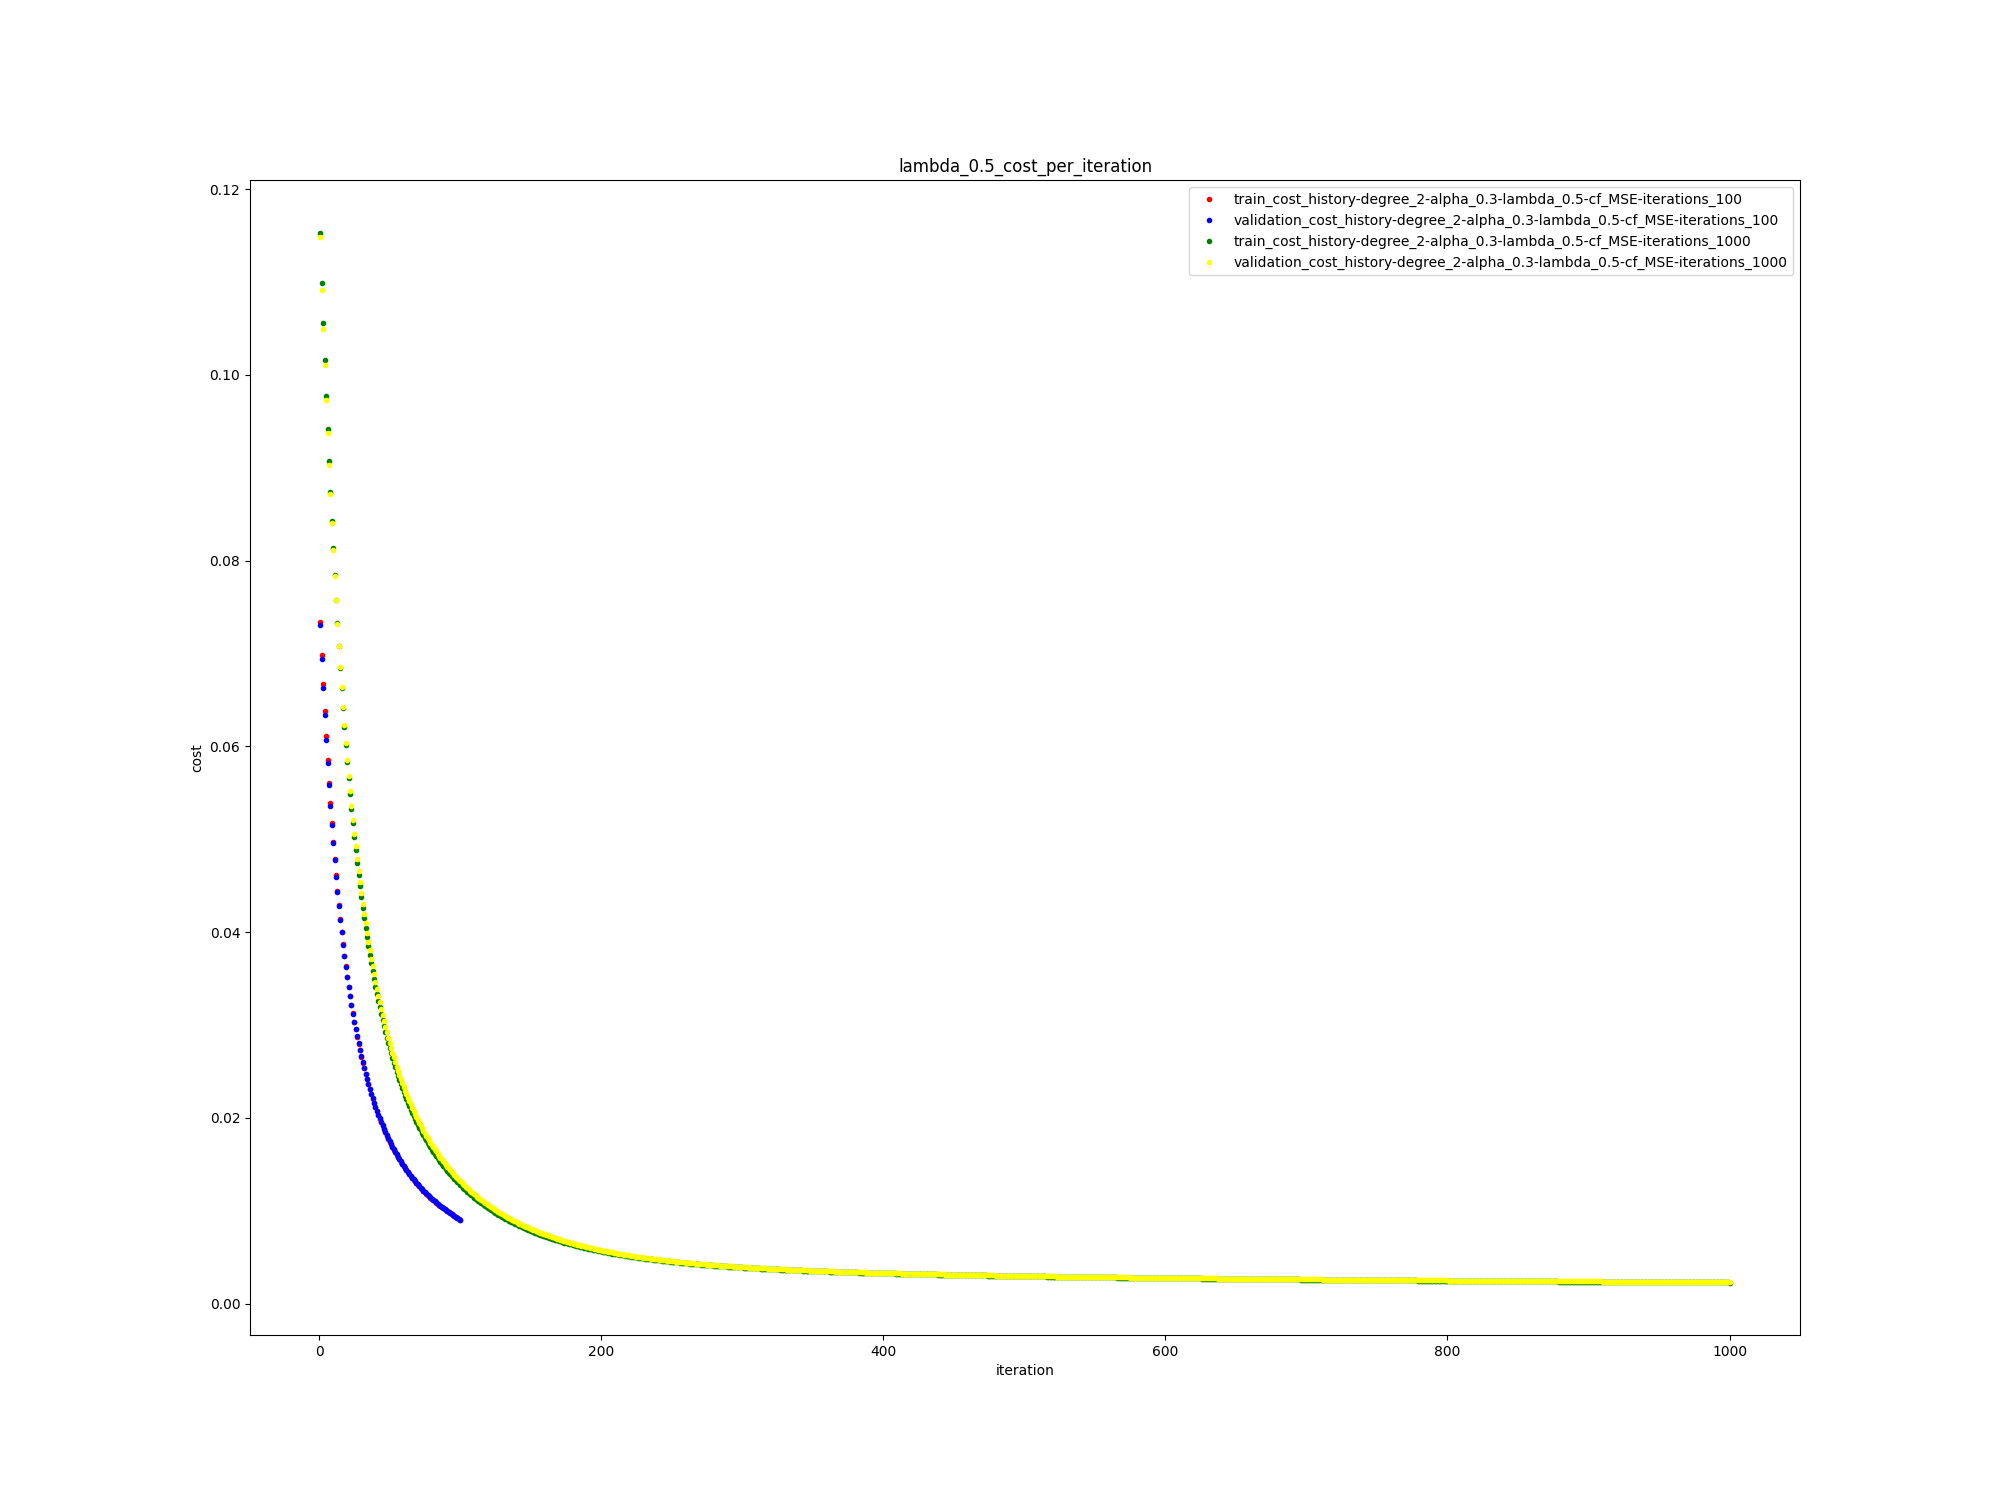 lambda_0.5_cost_per_iteration
train_cost_history-degree_2-alpha_0.3-lambda_0.5-cf_MSE-iterations_100
validation_cost_history-degree_2-alpha_0.3-lambda_0.5-cf_MSE-iterations_100
train_cost_history-degree_2-alpha_0.3-lambda_0.5-cf_MSE-iterations_1000
validation_cost_history-degree_2-alpha_0.3-lambda_0.5-cf_MSE-iterations_1000
cost
0.12
0.10
0.08
0.06
0.04
0.02
0.00
0 200 400 600 800 1000
iteration